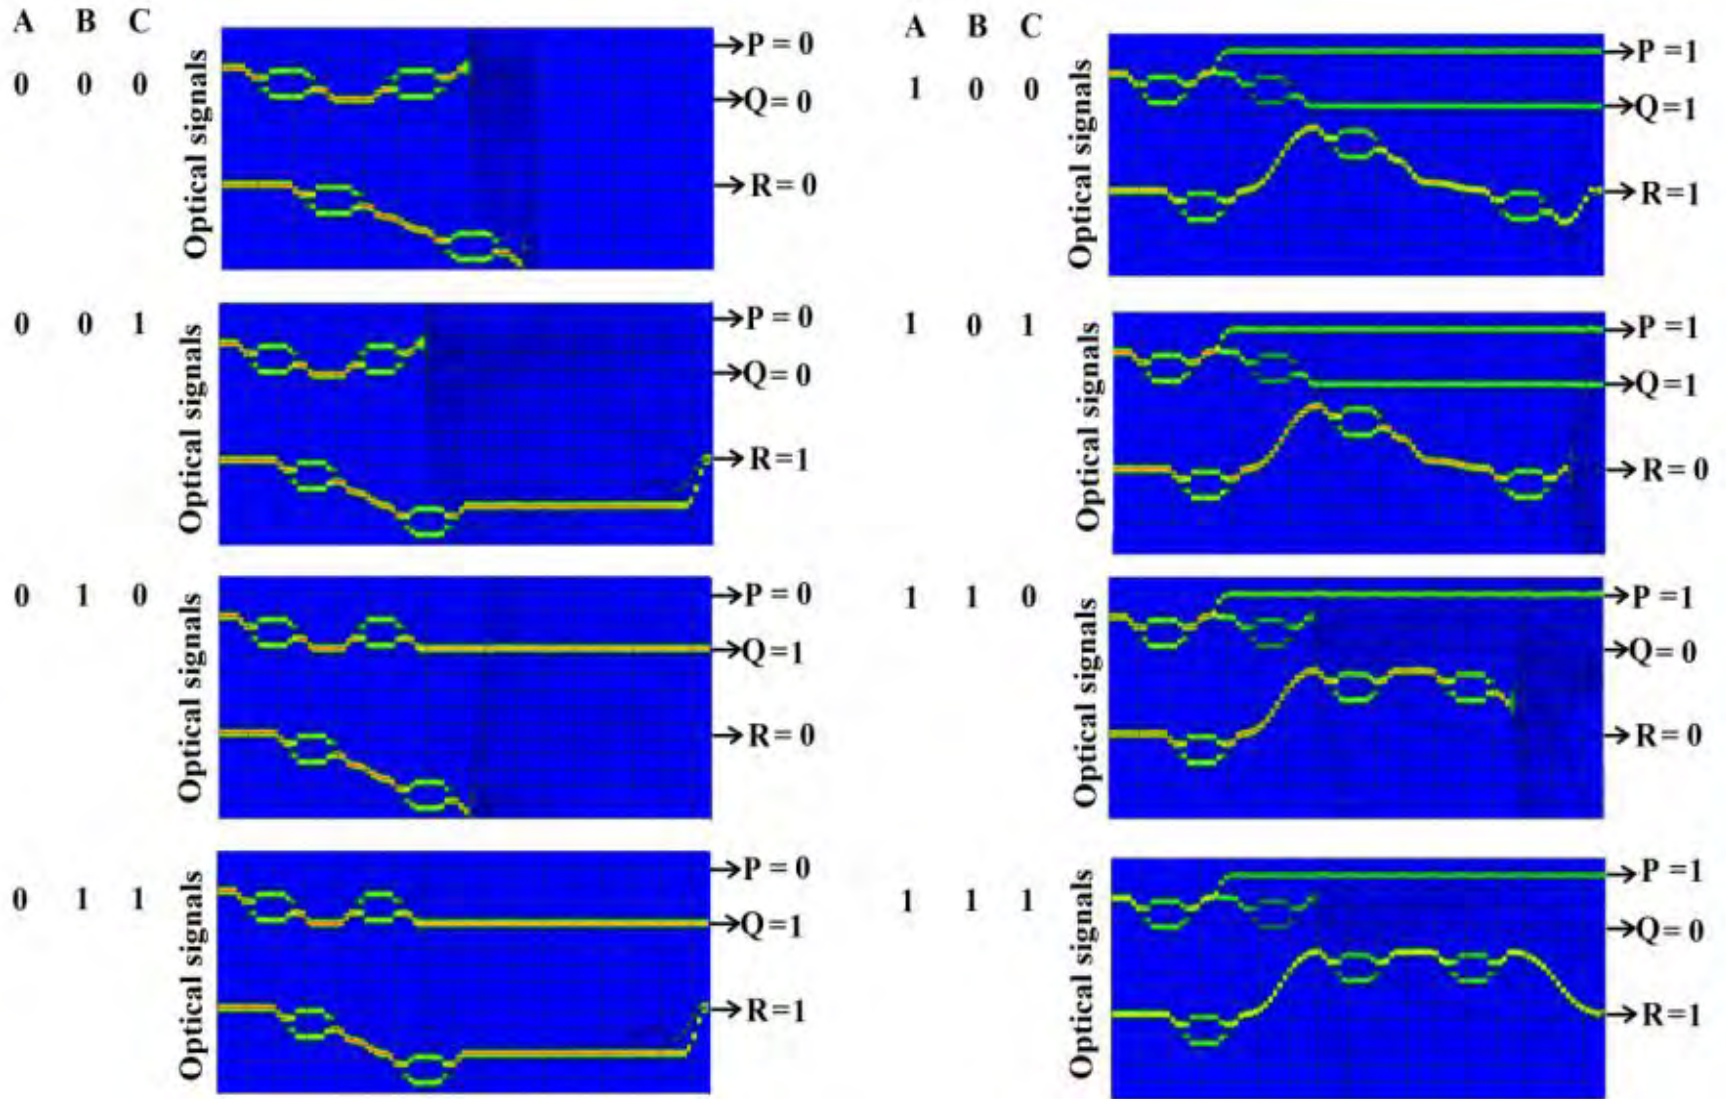 A B C
0 0 0
Optical signals
P = 0
Q = 0
R = 0
0 0 1
Optical signals
P = 0
Q = 0
R = 1
0 1 0
Optical signals
P = 0
Q = 1
R = 0
0 1 1
Optical signals
P = 0
Q = 1
R = 1
A B C
1 0 0
Optical signals
P = 1
Q = 1
R = 1
1 0 1
Optical signals
P = 1
Q = 1
R = 0
1 1 0
Optical signals
P = 1
Q = 0
R = 0
1 1 1
Optical signals
P = 1
Q = 0
R = 1